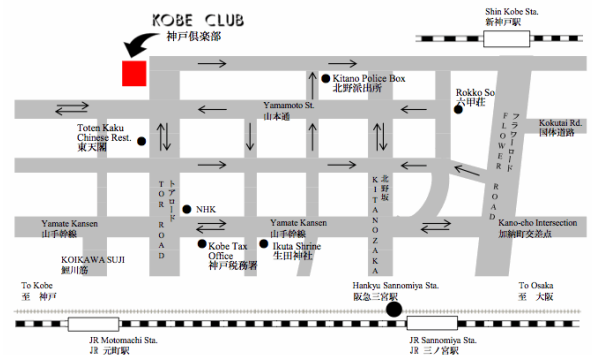 KOBE CLUB
神戸倶楽部
Shin Kobe Sta.
新神戸駅
Kitano Police Box
北野派出所
Rokko So
六甲荘
Yamamoto St.
山本通
Kokutai Rd.
国体道路
フラワーロード
FLOWER ROAD
Toten Kaku
Chinese Rest.
東天閣
トアロード
TOR ROAD
北野坂
KITANOZAKA
NHK
Yamate Kansen
山手幹線
Yamate Kansen
山手幹線
Kano-cho Intersection
加納町交差点
Kobe Tax
Office
神戸税務署
Ikuta Shrine
生田神社
KOIKAWA SUJI
鯉川筋
To Kobe
至 神戸
Hankyu Sannomiya Sta.
阪急三宮駅
To Osaka
至 大阪
JR Motomachi Sta.
JR 元町駅
JR Sannomiya Sta.
JR 三ノ宮駅